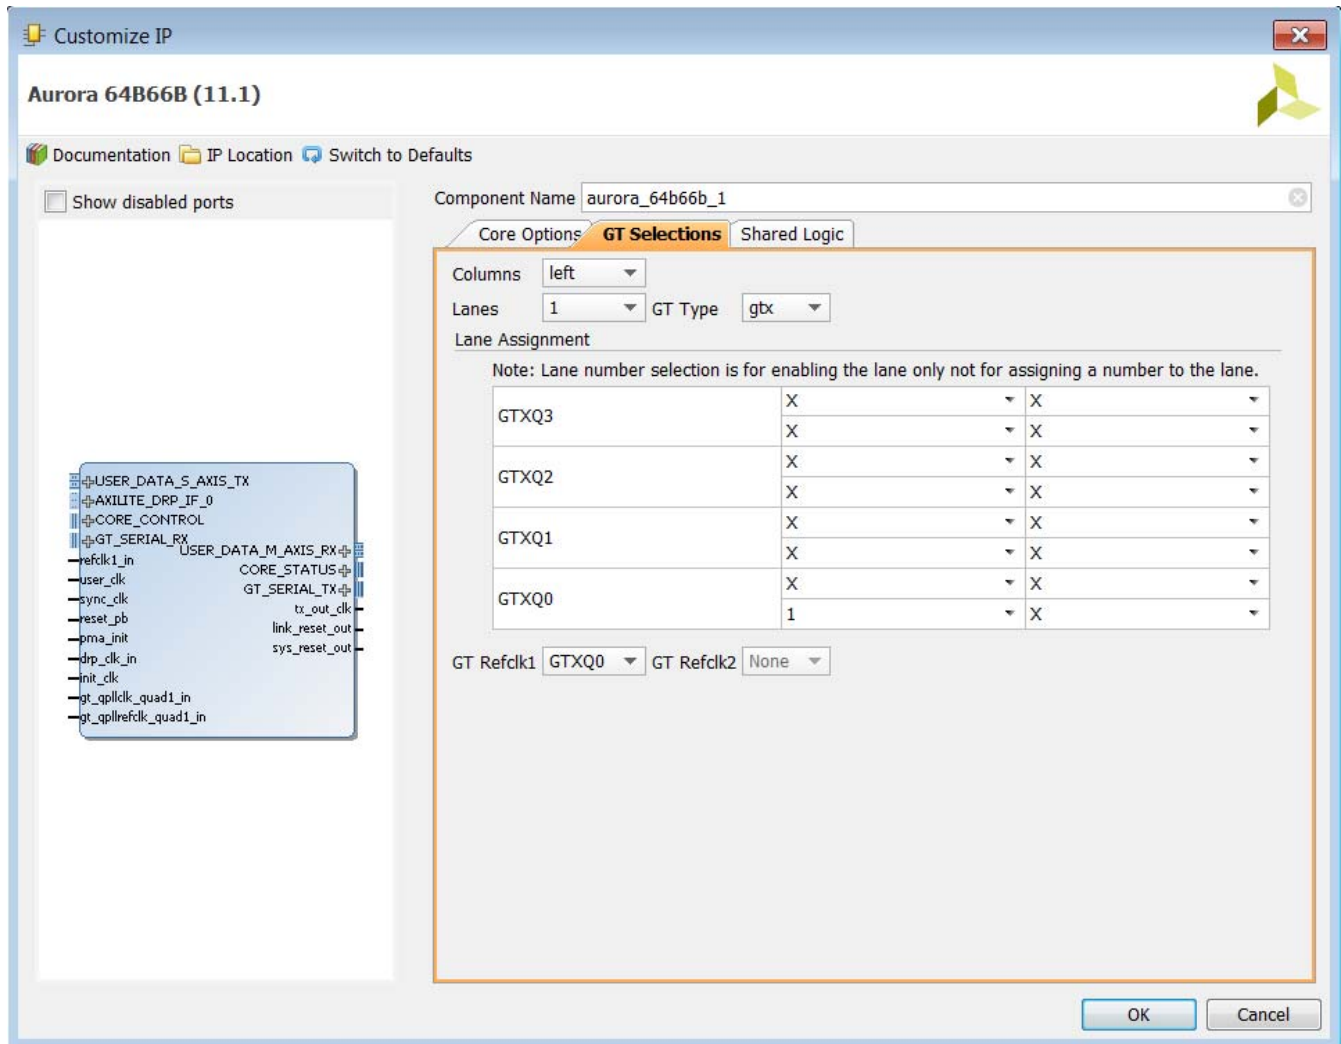 Customize IP
Aurora 64B66B (11.1)
Documentation IP Location Switch to Defaults
Show disabled ports
USER_DATA_S_AXIS_TX
AXILITE_DRP_IF_0
CORE_CONTROL
GT_SERIAL_RX
refclk1_in
user_clk
sync_clk
reset_pb
pma_init
drp_clk_in
init_clk
gt_qpllclk_quad1_in
gt_qpllrefclk_quad1_in
USER_DATA_M_AXIS_RX
CORE_STATUS
GT_SERIAL_TX
tx_out_clk
link_reset_out
sys_reset_out
Component Name aurora_64b66b_1
Core Options GT Selections Shared Logic
Columns left
Lanes 1 GT Type gtx
Lane Assignment
Note: Lane number selection is for enabling the lane only not for assigning a number to the lane.
GTXQ3
X X
X X
GTXQ2
X X
X X
GTXQ1
X X
X X
GTXQ0
X X
1 X
GT Refclk1 GTXQ0 GT Refclk2 None
OK Cancel